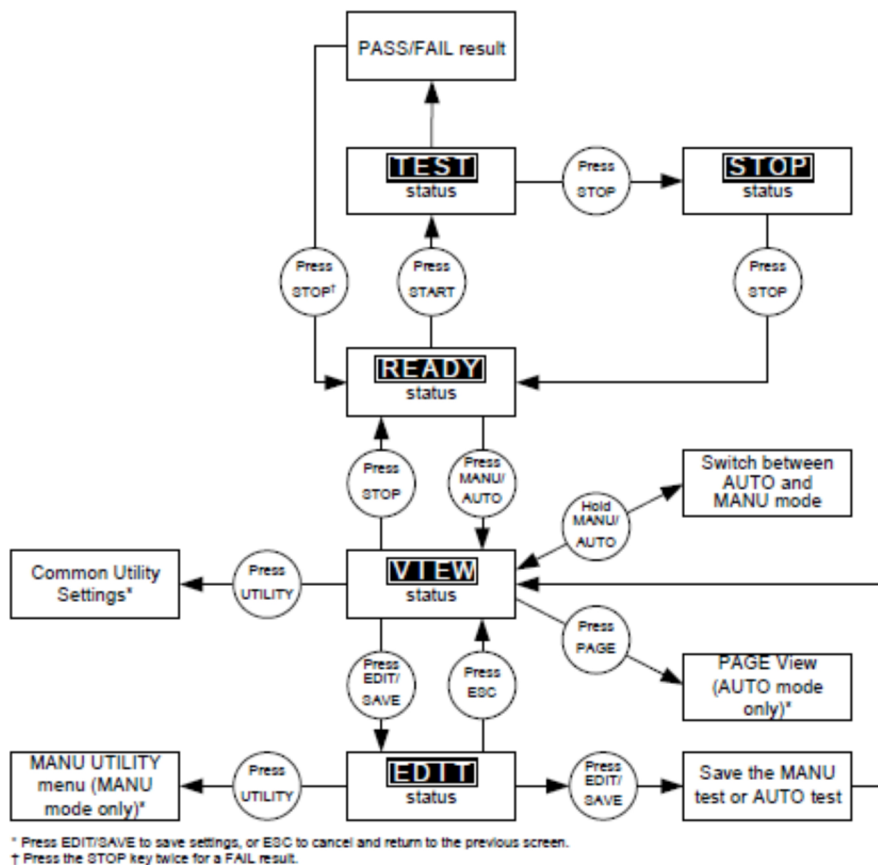 PASS/FAIL result
TEST
status
Press
STOP
STOP
status
Press
STOP†
Press
START
Press
STOP
READY
status
Press
STOP
Press
MANU/
AUTO
Switch between
AUTO and
MANU mode
Hold
MANU/
AUTO
Common Utility
Settings*
Press
UTILITY
VIEW
status
Press
PAGE
Press
EDIT/
SAVE
Press
ESC
PAGE View
(AUTO mode
only)*
MANU UTILITY
menu (MANU
mode only)*
Press
UTILITY
EDIT
status
Press
EDIT/
SAVE
Save the MANU
test or AUTO test
* Press EDIT/SAVE to save settings, or ESC to cancel and return to the previous screen.
† Press the STOP key twice for a FAIL result.